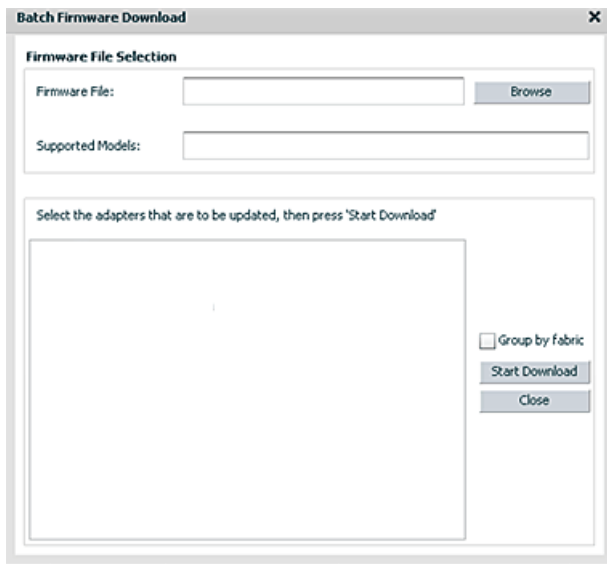 Batch Firmware Download
Firmware File Selection
Firmware File:
Browse
Supported Models:
Select the adapters that are to be updated, then press 'Start Download'
Group by fabric
Start Download
Close